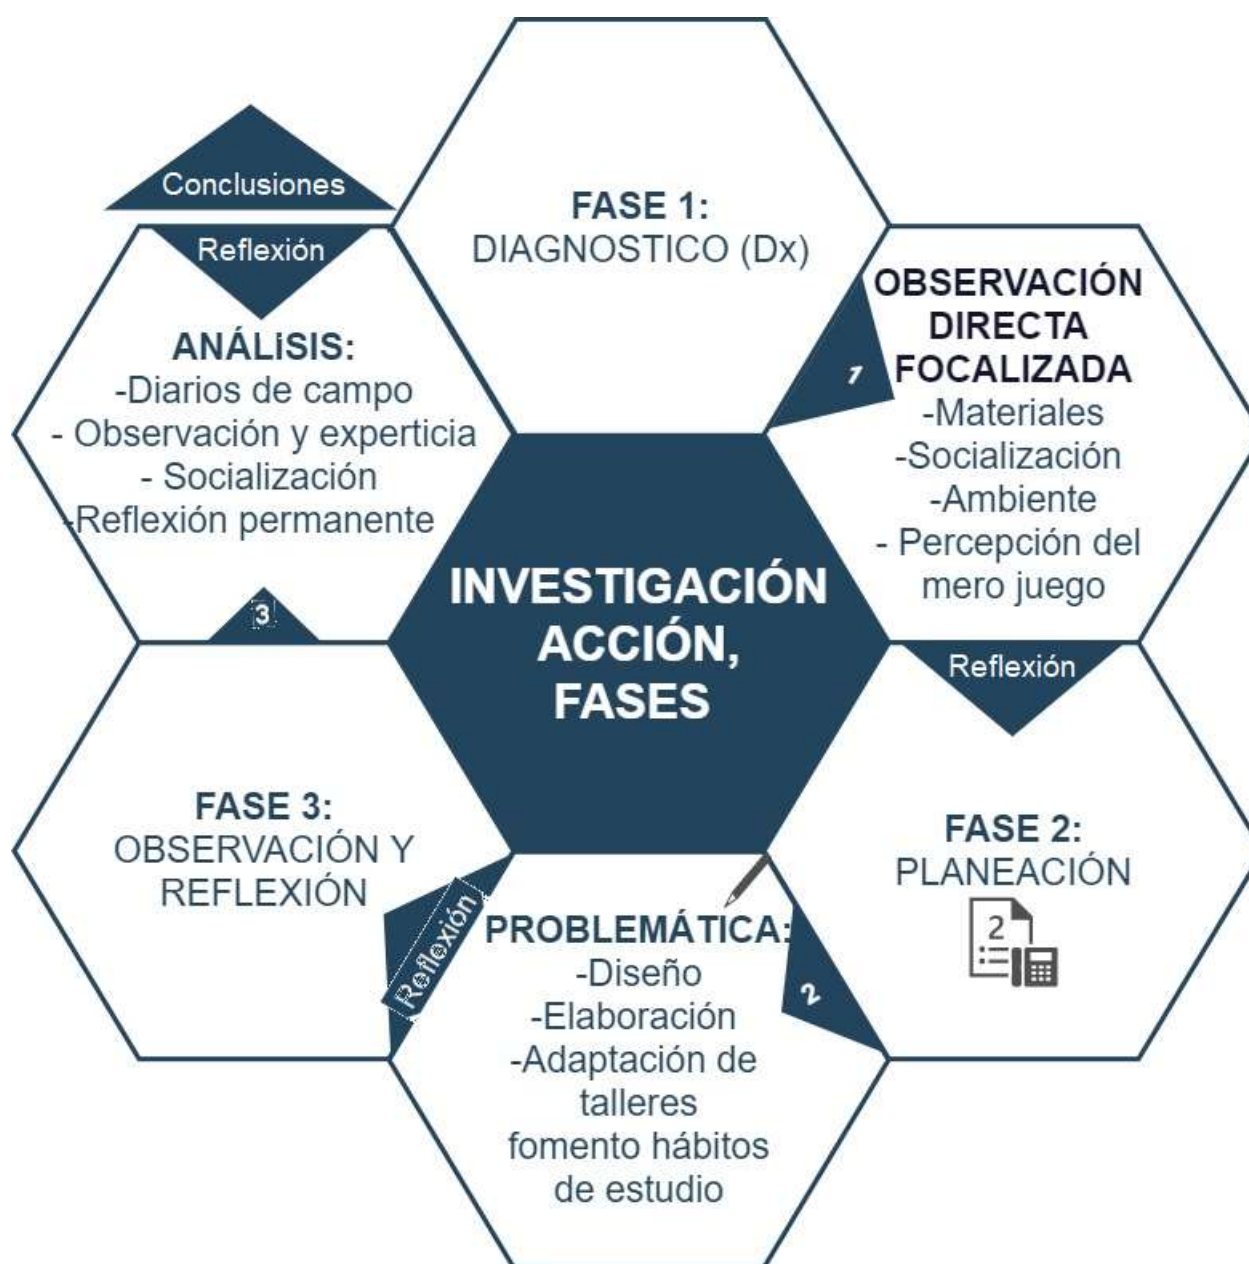 FASE 1:
DIAGNOSTICO (Dx)
1
OBSERVACIÓN
DIRECTA
FOCALIZADA
-Materiales
-Socialización
-Ambiente
- Percepción del
mero juego
Reflexión
FASE 2:
PLANEACIÓN
2
2
PROBLEMÁTICA:
-Diseño
-Elaboración
-Adaptación de
talleres
fomento hábitos
de estudio
Reflexión
FASE 3:
OBSERVACIÓN Y
REFLEXIÓN
3
ANÁLiSIS:
-Diarios de campo
- Observación y experticia
- Socialización
-Reflexión permanente
Reflexión
Conclusiones
INVESTIGACIÓN
ACCIÓN,
FASES